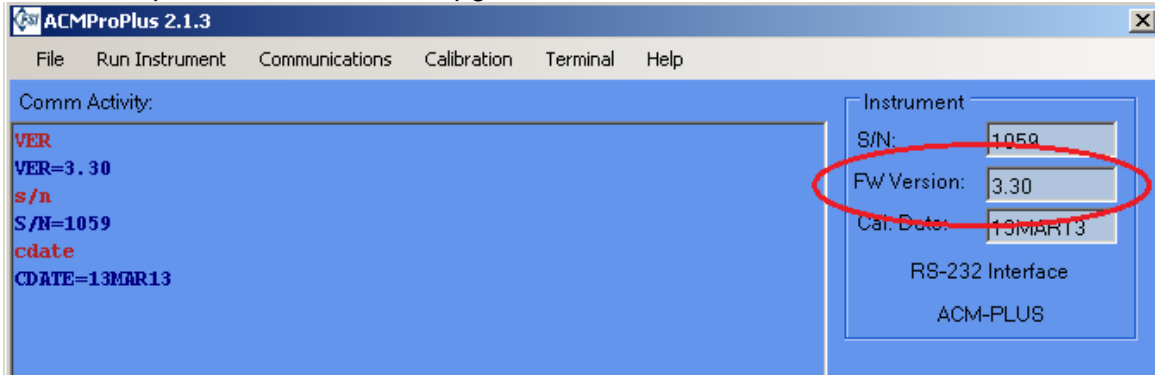 ACMProPlus 2.1.3
File Run Instrument Communications Calibration Terminal Help
Comm Activity:
VER
VER=3.30
s/n
S/N=1059
cdate
CDATE=13MAR13
Instrument
S/N: 1059
FW Version: 3.30
Cal. Date: 13MAR13
RS-232 Interface
ACM-PLUS